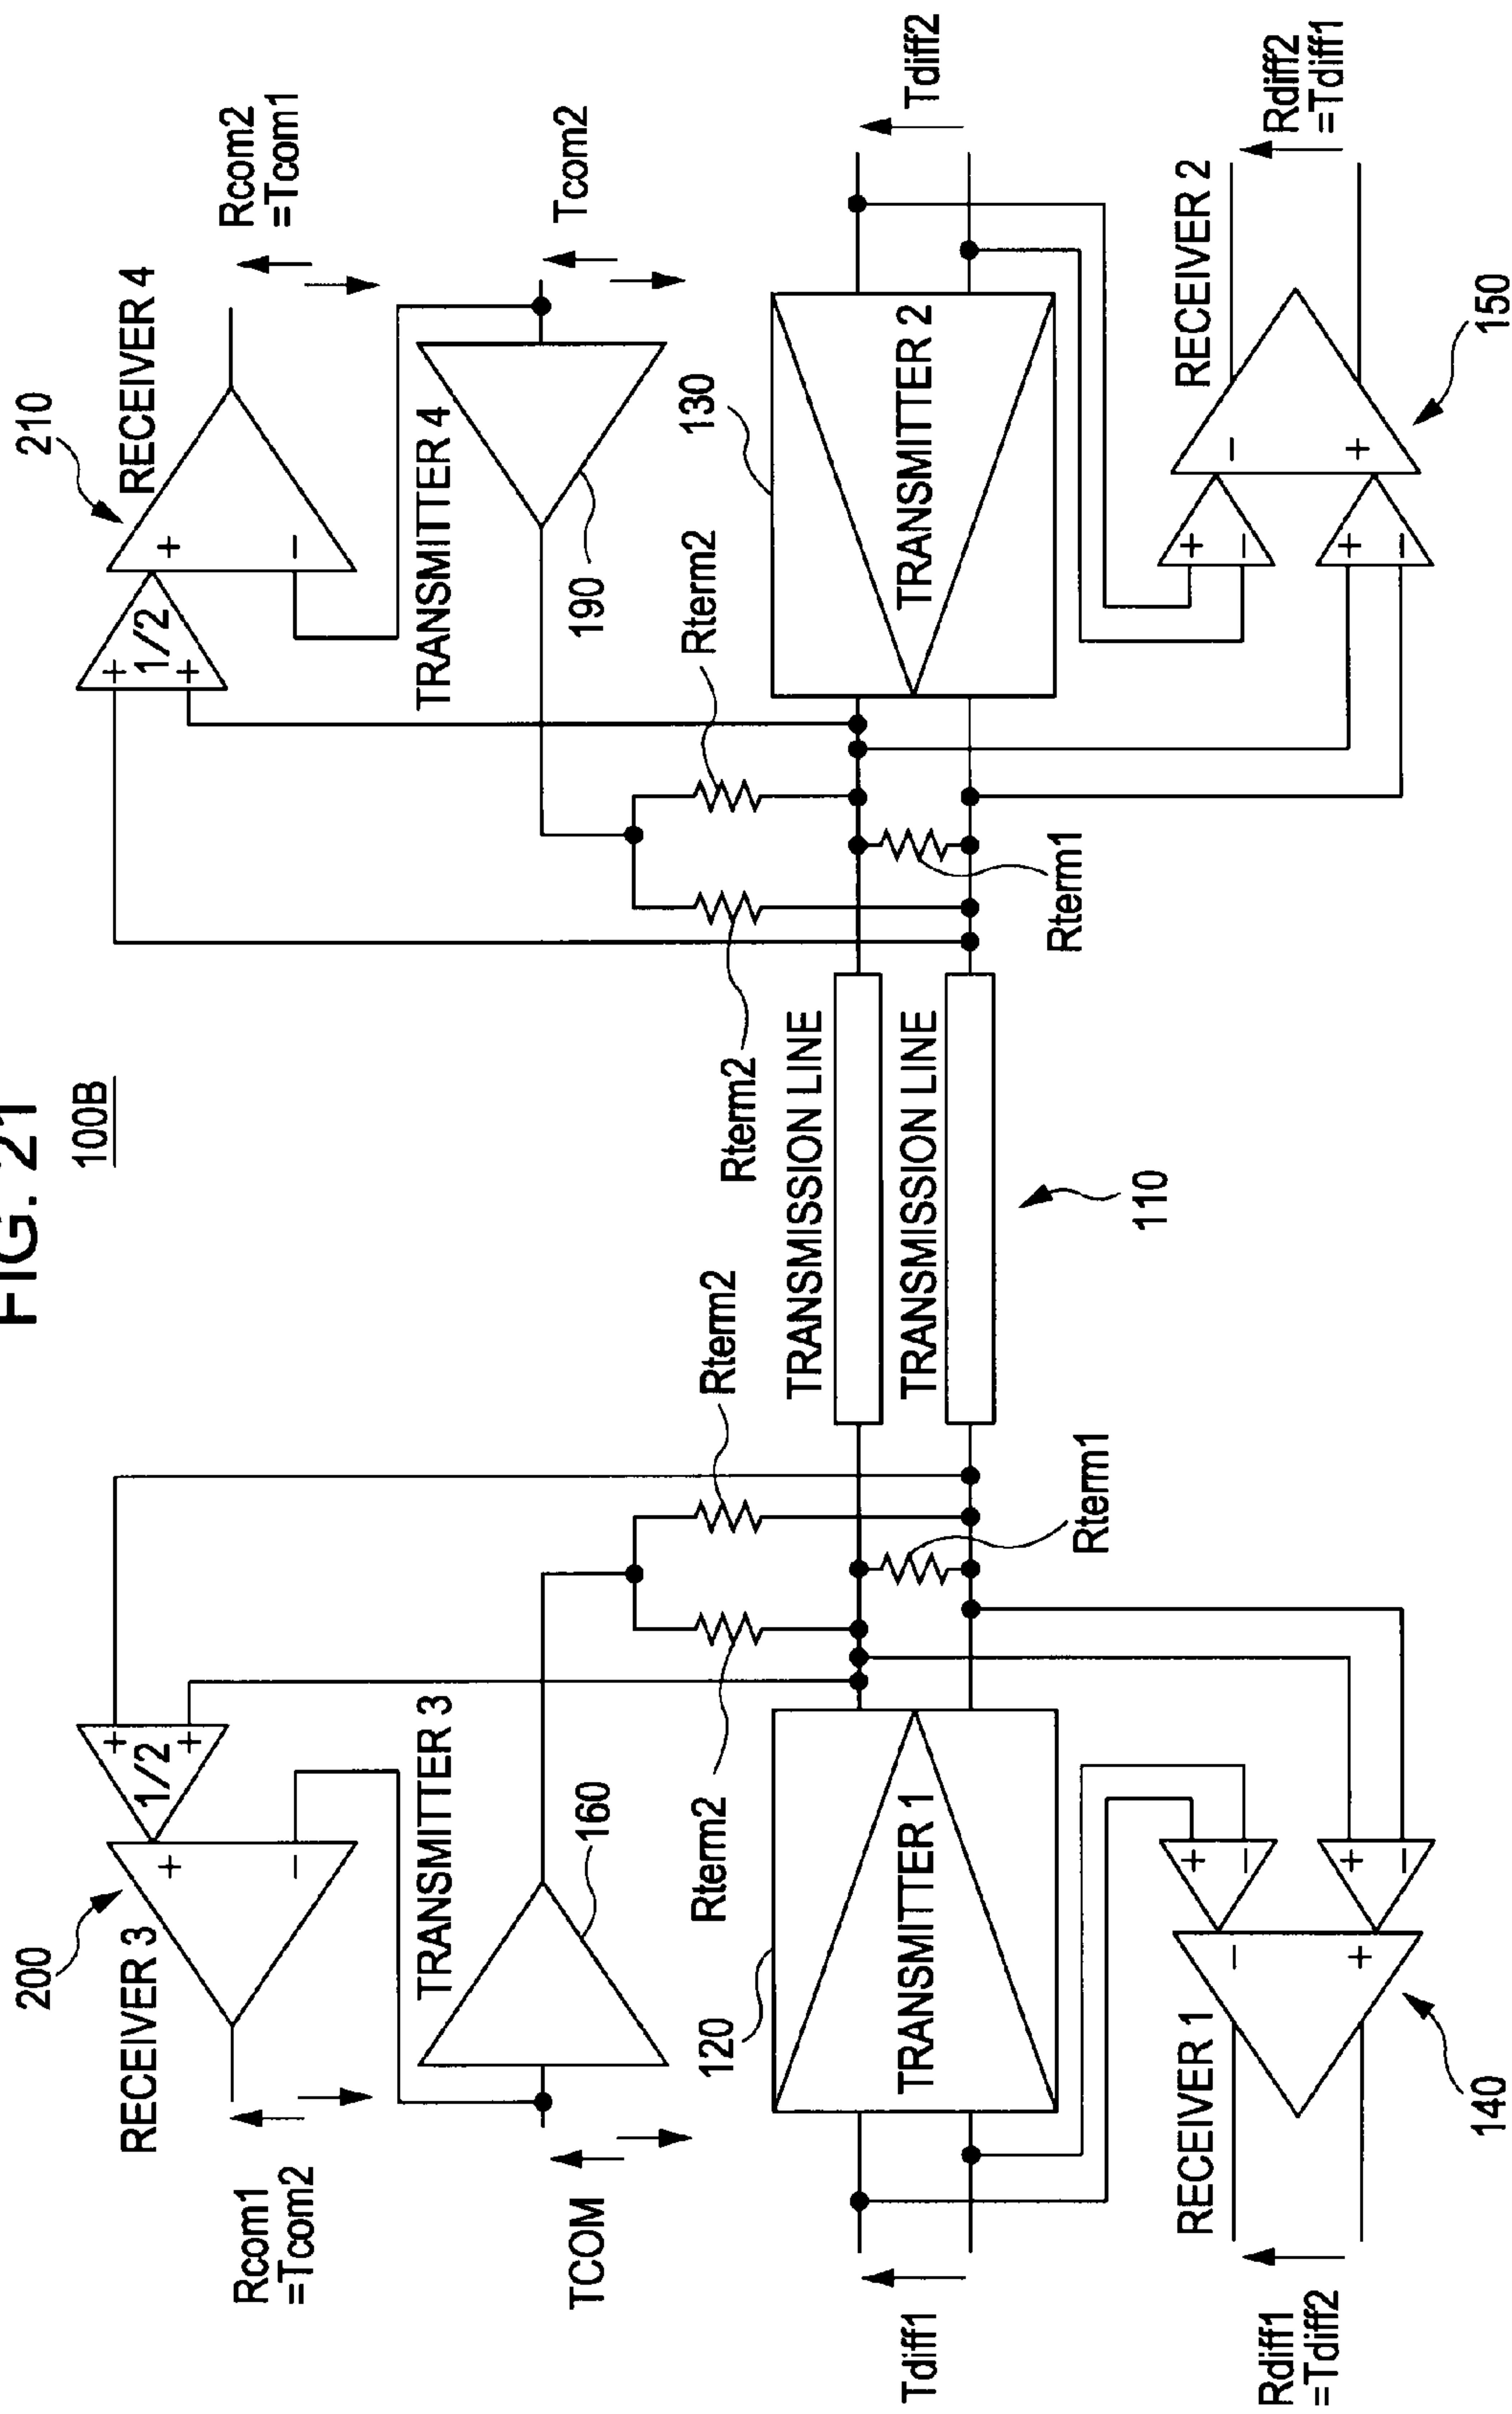 FIG. 21
100B
200
RECEIVER 3
+
−
1/2
+
+
Rcom1
=Tcom2
TRANSMITTER 3
160
TCOM
Rterm2
Rterm2
Rterm1
120
TRANSMITTER 1
Tdiff1
RECEIVER 1
−
+
+
−
+
−
140
Rdiff1
=Tdiff2
TRANSMISSION LINE
TRANSMISSION LINE
110
210
RECEIVER 4
+
−
1/2
+
+
Rcom2
=Tcom1
TRANSMITTER 4
190
Tcom2
Rterm2
Rterm2
Rterm1
130
TRANSMITTER 2
Tdiff2
RECEIVER 2
−
+
+
−
+
−
150
Rdiff2
=Tdiff1